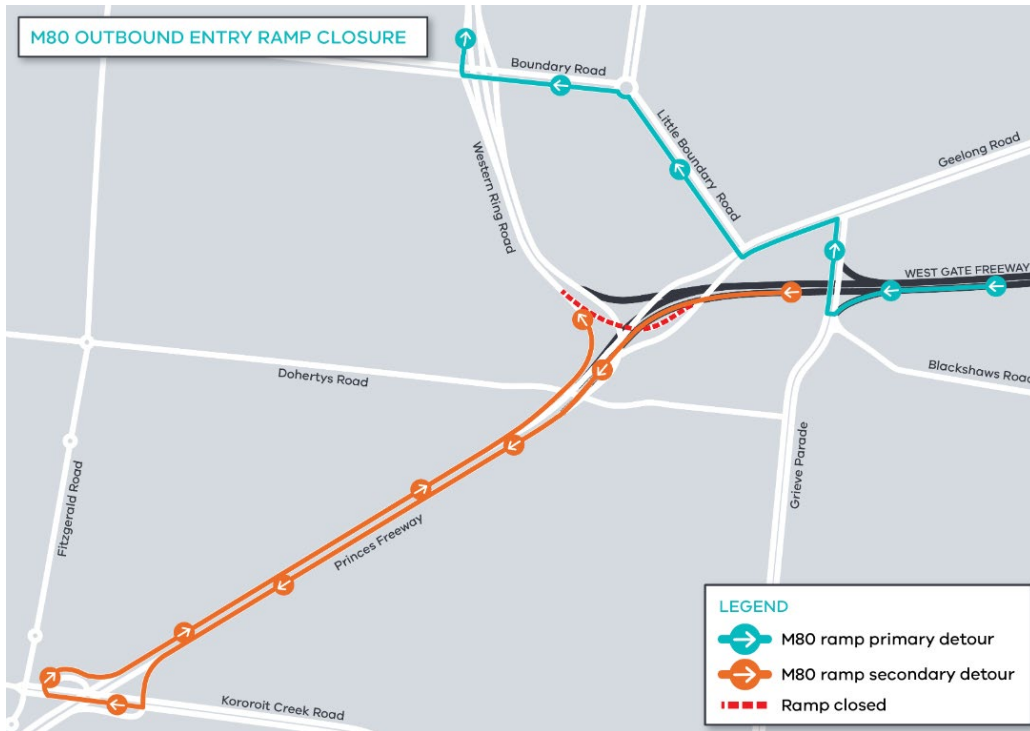 M80 OUTBOUND ENTRY RAMP CLOSURE
Boundary Road
Little Boundary Road
Geelong Road
Western Ring Road
WEST GATE FREEWAY
Dohertys Road
Blackshaws Road
Grieve Parade
Fitzgerald Road
Princes Freeway
Kororoit Creek Road
LEGEND
M80 ramp primary detour
M80 ramp secondary detour
Ramp closed